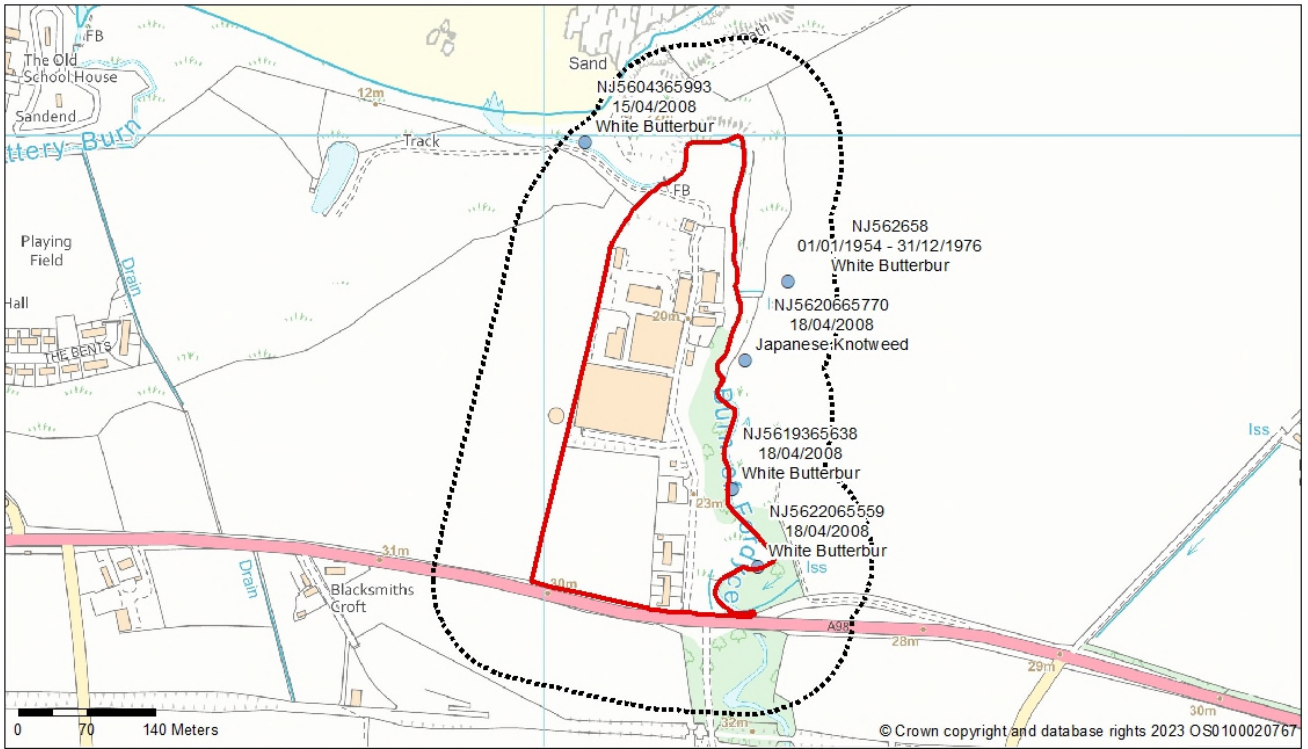 FB
The Old
School House
Sandend
ttery Burn
12m
Track
Sand
Path
NJ5604365993
15/04/2008
White Butterbur
FB
NJ562658
01/01/1954 - 31/12/1976
White Butterbur
NJ5620665770
18/04/2008
Japanese Knotweed
20m
Playing
Field
Drain
Hall
THE BENTS
NJ5619365638
18/04/2008
White Butterbur
Burn of Fordyce
23m
NJ5622065559
18/04/2008
White Butterbur
Iss
Iss
31m
30m
Drain
Blacksmiths
Croft
A98
28m
29m
30m
32m
0 70 140 Meters
© Crown copyright and database rights 2023 OS0100020767